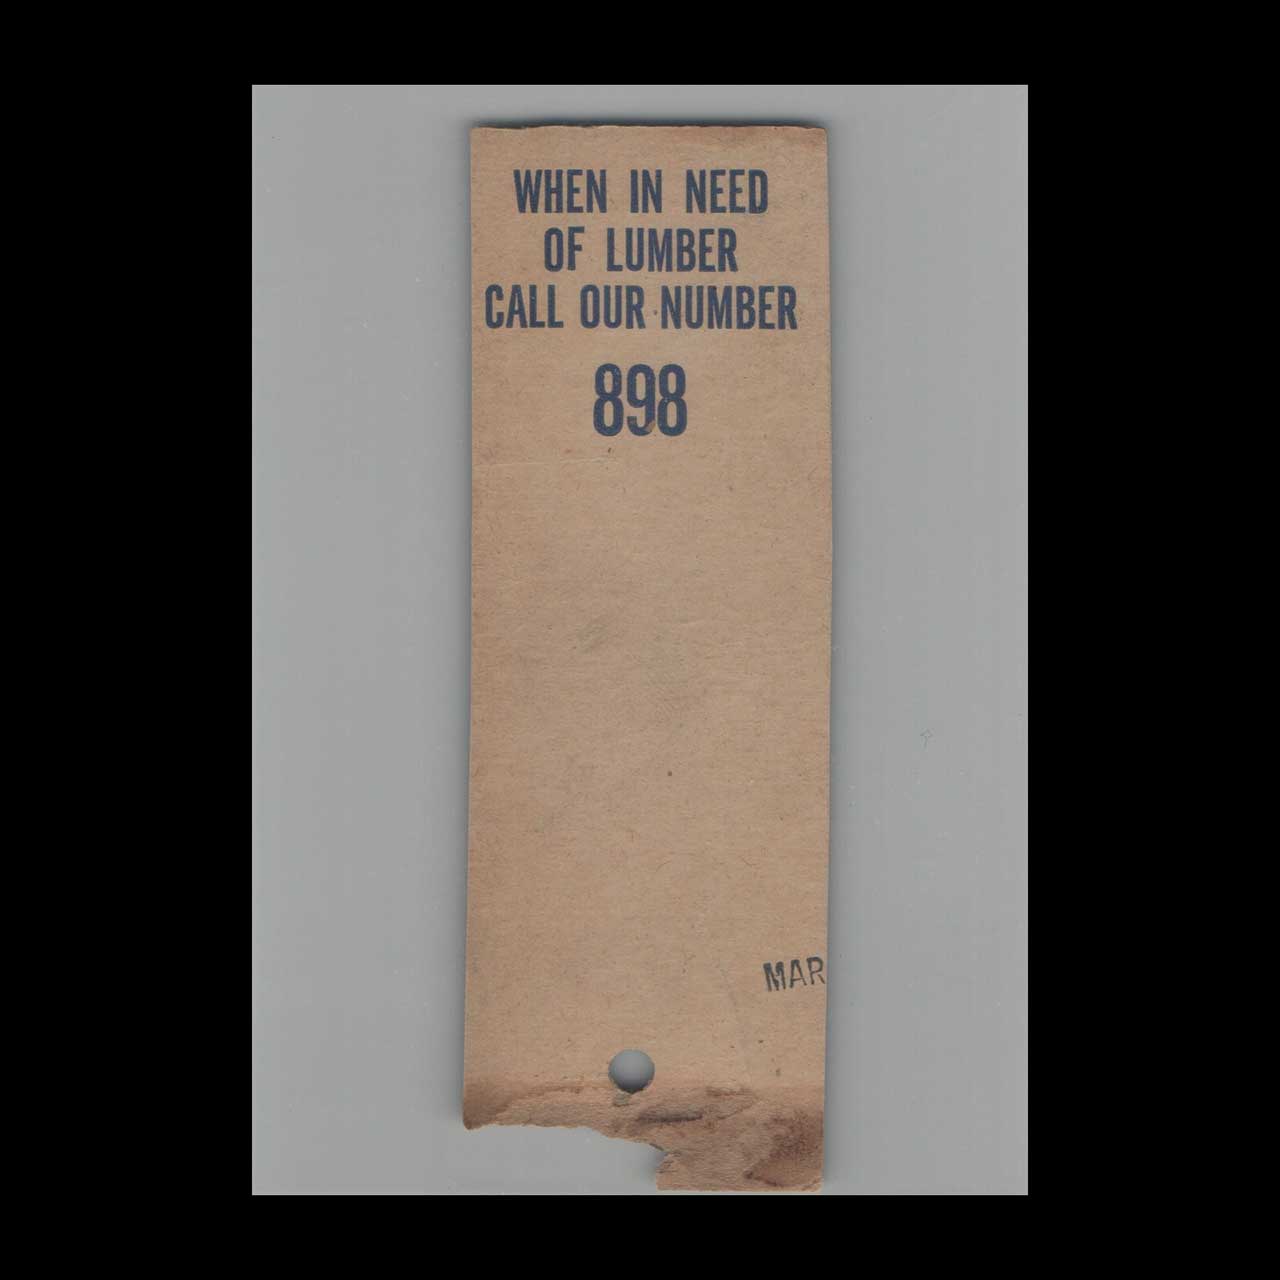 WHEN IN NEED
OF LUMBER
CALL OUR NUMBER
898
MAR